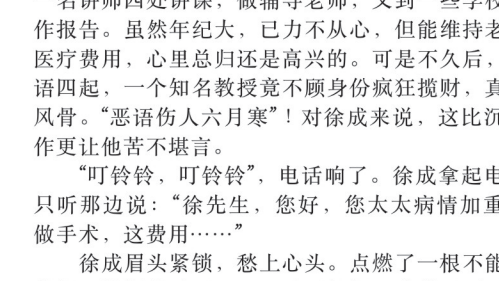 一名讲师四处讲课，做辅导老师，又到一些学校
作报告。虽然年纪大，已力不从心，但能维持老
医疗费用，心里总归还是高兴的。可是不久后，
语四起，一个知名教授竟不顾身份疯狂揽财，真
风骨。“恶语伤人六月寒”！对徐成来说，这比沉
作更让他苦不堪言。
“叮铃铃，叮铃铃”，电话响了。徐成拿起电
只听那边说：“徐先生，您好，您太太病情加重
做手术，这费用……”
徐成眉头紧锁，愁上心头。点燃了一根不能